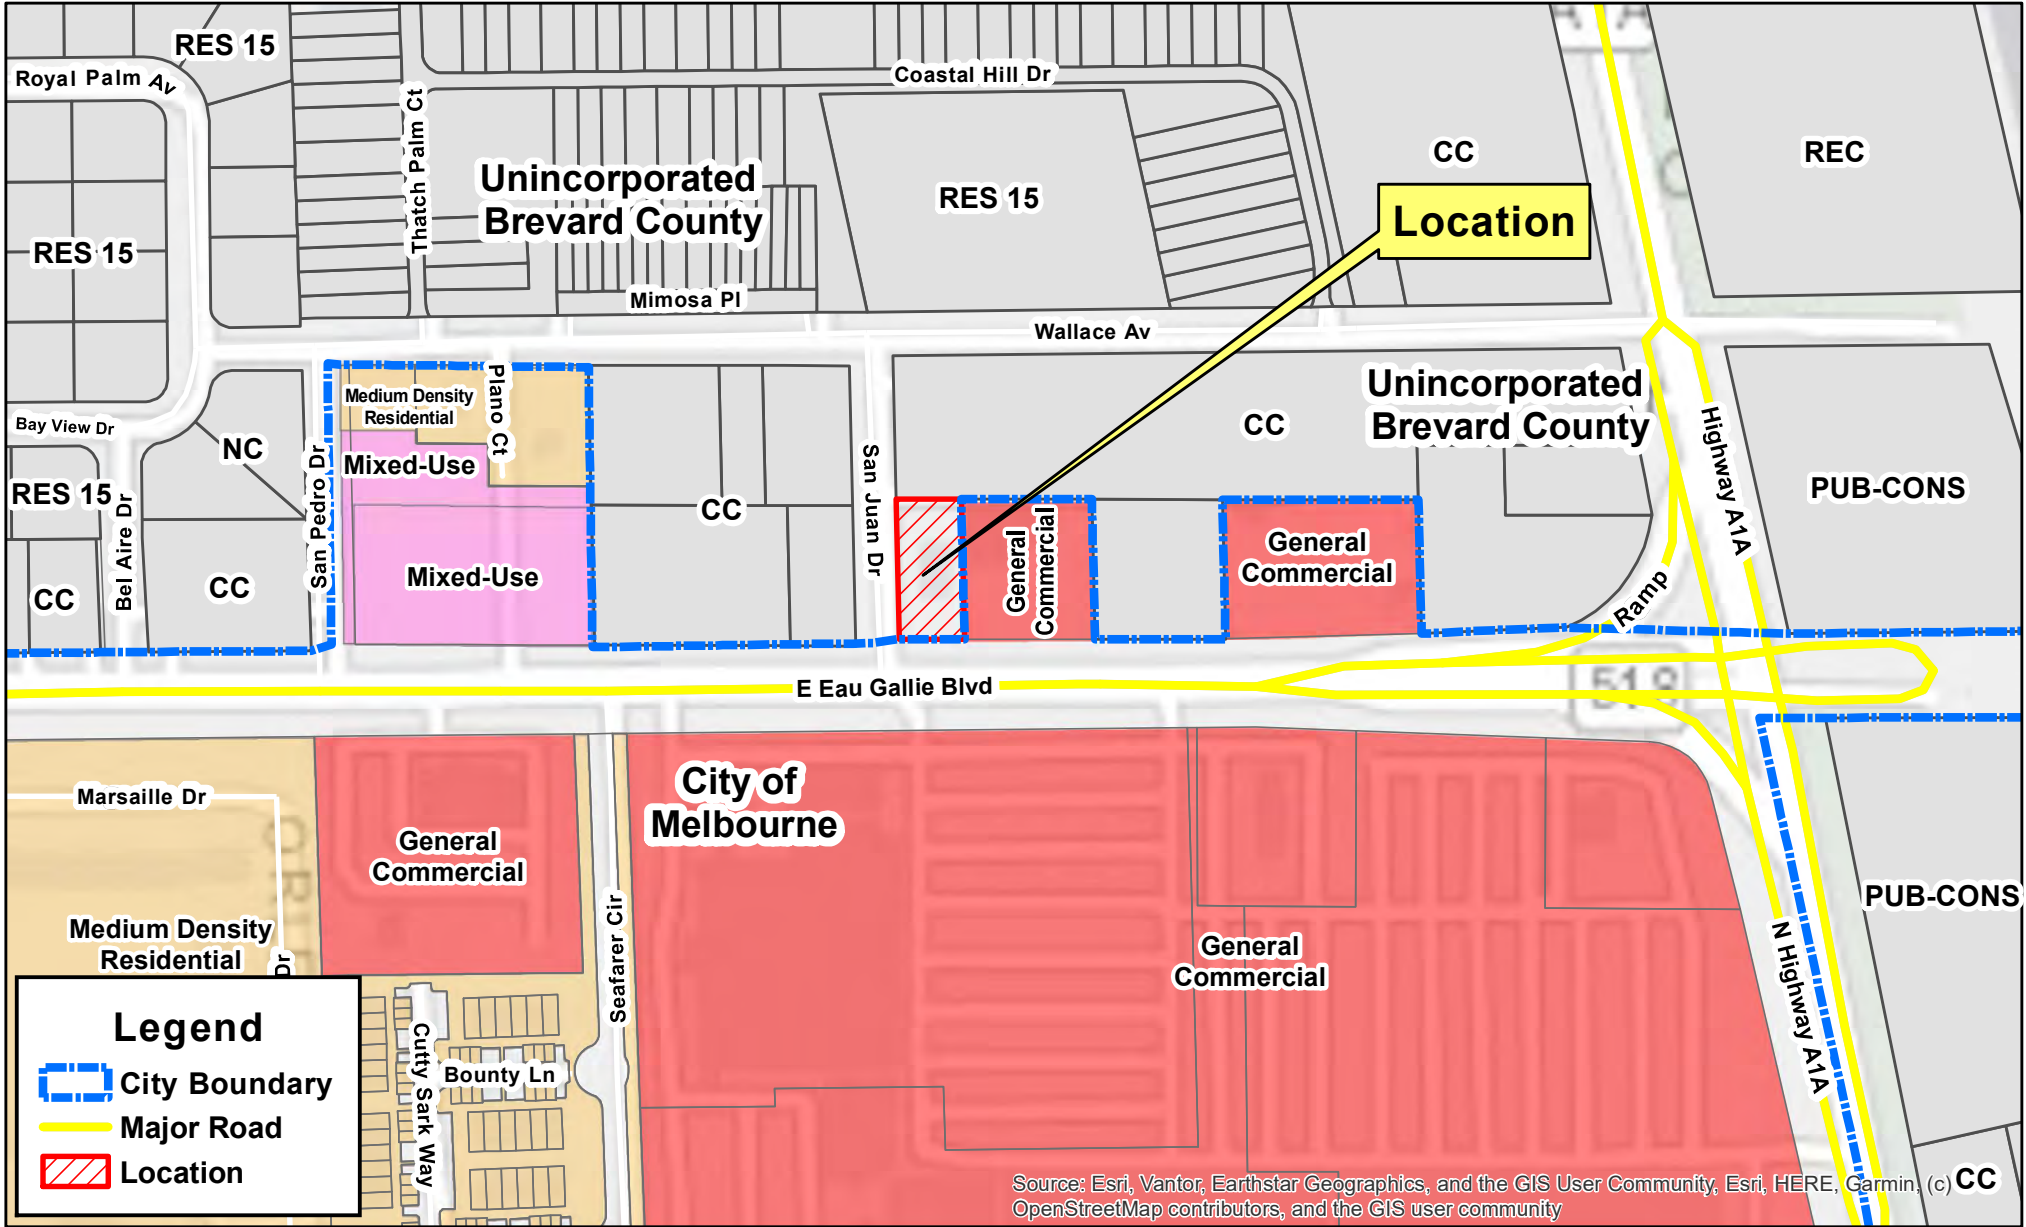 RES 15
Royal Palm Av
Coastal Hill Dr
Thatch Palm Ct
CC
REC
Unincorporated
Brevard County
RES 15
Location
RES 15
Mimosa Pl
Wallace Av
Medium Density
Residential
Plano Ct
Unincorporated
Brevard County
Bay View Dr
NC
Mixed-Use
CC
Highway A1A
RES 15
San Pedro Dr
CC
San Juan Dr
PUB-CONS
Bel Aire Dr
General
Commercial
General
Commercial
CC
CC
Mixed-Use
Ramp
E Eau Gallie Blvd
Marsaille Dr
City of
Melbourne
General
Commercial
PUB-CONS
Medium Density
Residential
Dr
Seafarer Cir
General
Commercial
N Highway A1A
Legend
City Boundary
Major Road
Location
Cutty Sark Way
Bounty Ln
CC
Source: Esri, Vantor, Earthstar Geographics, and the GIS User Community, Esri, HERE, Garmin, (c)
OpenStreetMap contributors, and the GIS user community